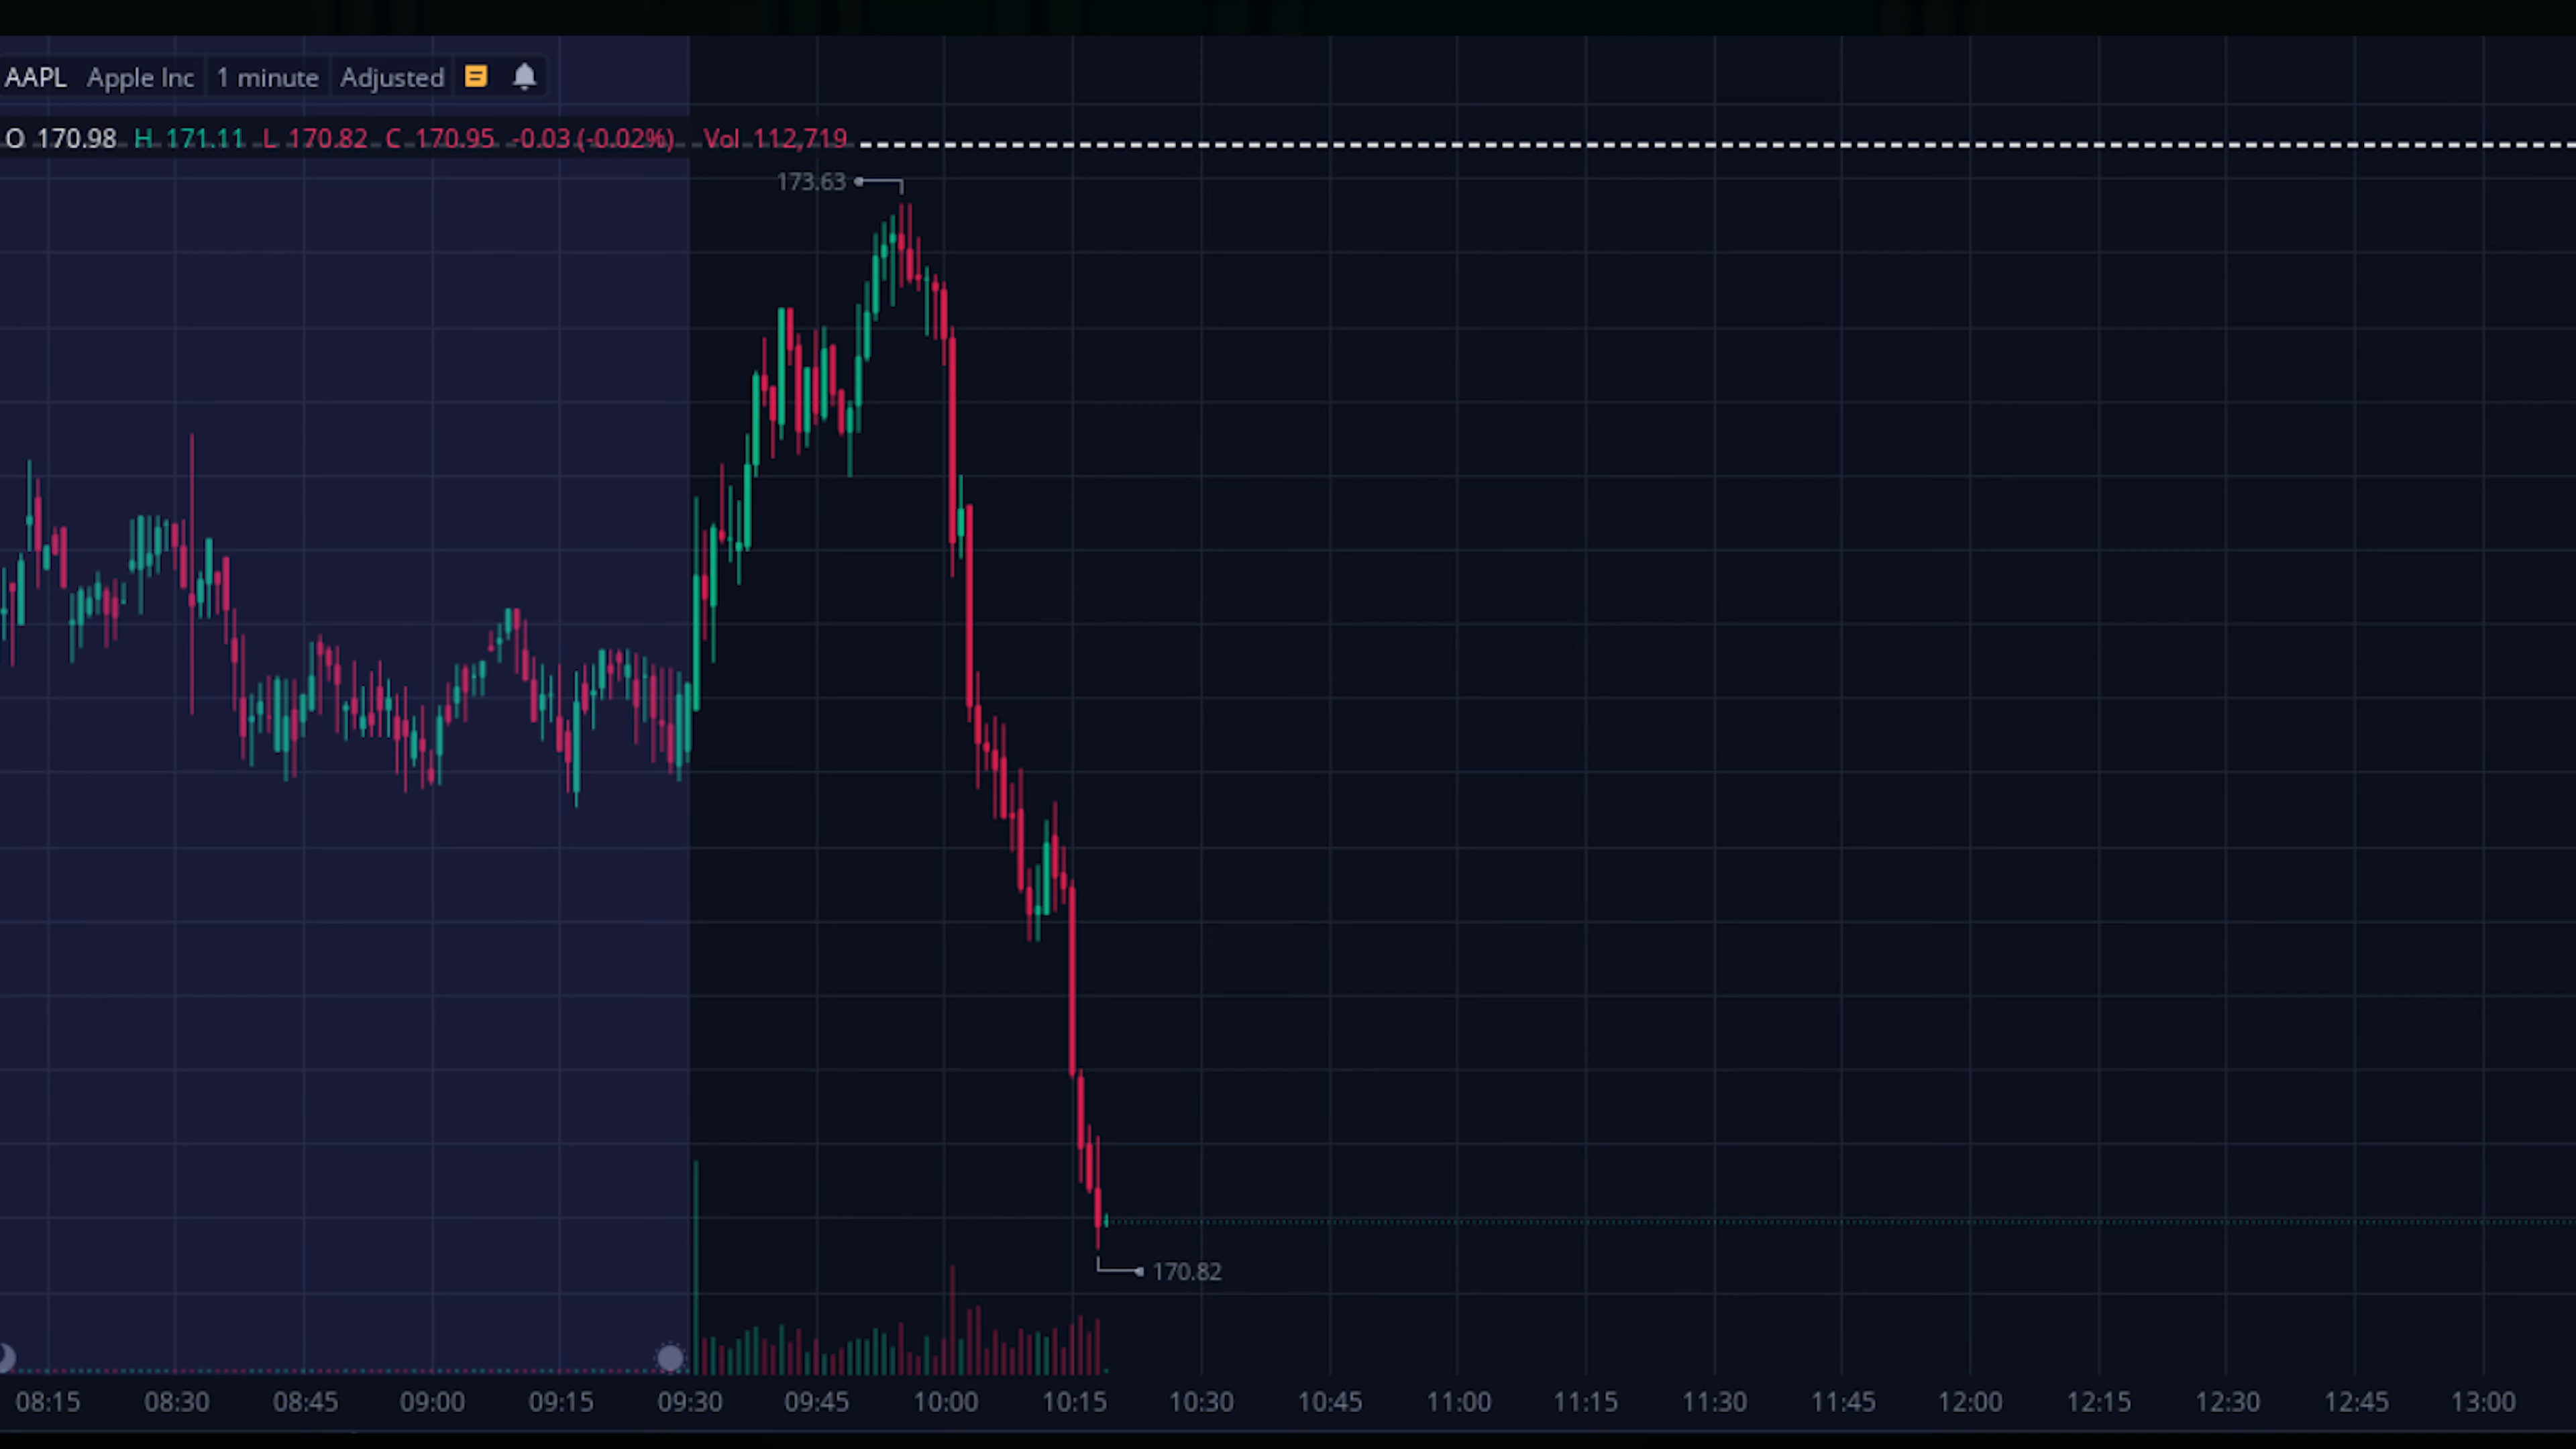 AAPL Apple Inc 1 minute Adjusted
O 170.98 H 171.11 L 170.82 C 170.95 -0.03 (-0.02%) Vol 112,719
173.63
170.82
08:15 08:30 08:45 09:00 09:15 09:30 09:45 10:00 10:15 10:30 10:45 11:00 11:15 11:30 11:45 12:00 12:15 12:30 12:45 13:00